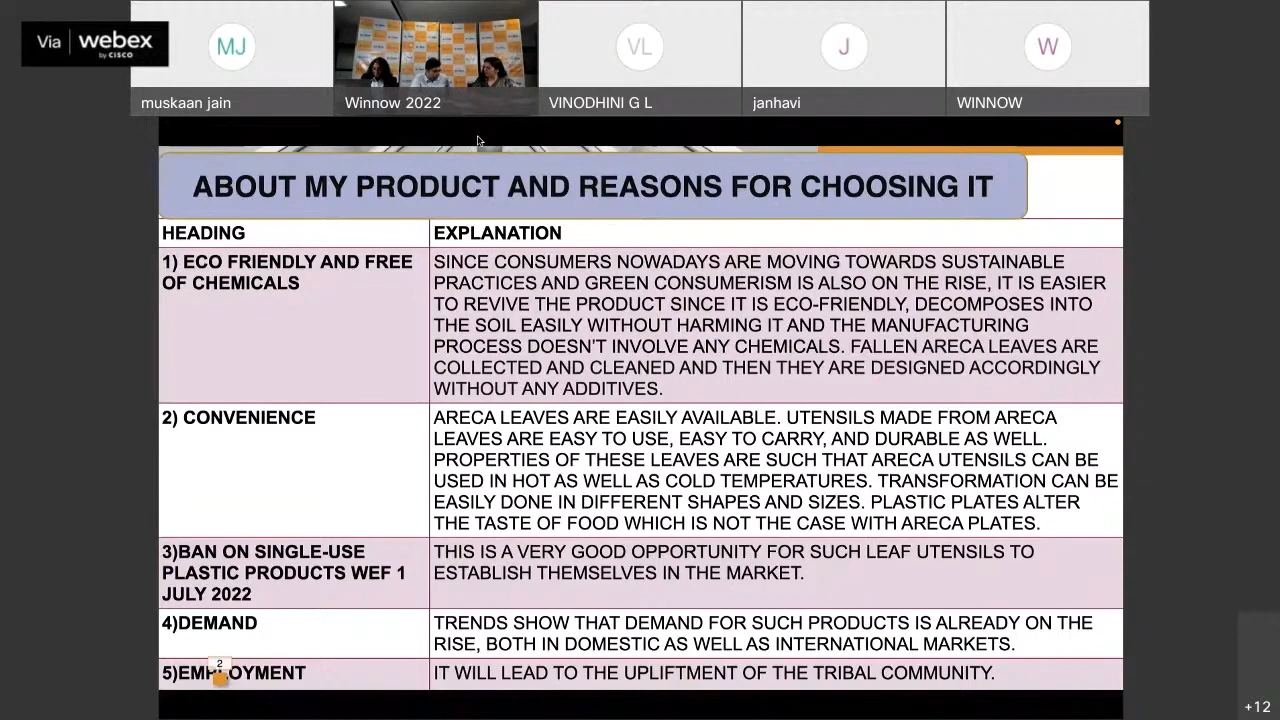 Via webex
by CISCO
MJ
VL
J
W
muskaan jain
Winnow 2022
VINODHINI G L
janhavi
WINNOW
ABOUT MY PRODUCT AND REASONS FOR CHOOSING IT
HEADING
EXPLANATION
1) ECO FRIENDLY AND FREE
OF CHEMICALS
SINCE CONSUMERS NOWADAYS ARE MOVING TOWARDS SUSTAINABLE
PRACTICES AND GREEN CONSUMERISM IS ALSO ON THE RISE, IT IS EASIER
TO REVIVE THE PRODUCT SINCE IT IS ECO-FRIENDLY, DECOMPOSES INTO
THE SOIL EASILY WITHOUT HARMING IT AND THE MANUFACTURING
PROCESS DOESN'T INVOLVE ANY CHEMICALS. FALLEN ARECA LEAVES ARE
COLLECTED AND CLEANED AND THEN THEY ARE DESIGNED ACCORDINGLY
WITHOUT ANY ADDITIVES.
2) CONVENIENCE
ARECA LEAVES ARE EASILY AVAILABLE. UTENSILS MADE FROM ARECA
LEAVES ARE EASY TO USE, EASY TO CARRY, AND DURABLE AS WELL.
PROPERTIES OF THESE LEAVES ARE SUCH THAT ARECA UTENSILS CAN BE
USED IN HOT AS WELL AS COLD TEMPERATURES. TRANSFORMATION CAN BE
EASILY DONE IN DIFFERENT SHAPES AND SIZES. PLASTIC PLATES ALTER
THE TASTE OF FOOD WHICH IS NOT THE CASE WITH ARECA PLATES.
3)BAN ON SINGLE-USE
PLASTIC PRODUCTS WEF 1
JULY 2022
THIS IS A VERY GOOD OPPORTUNITY FOR SUCH LEAF UTENSILS TO
ESTABLISH THEMSELVES IN THE MARKET.
4)DEMAND
TRENDS SHOW THAT DEMAND FOR SUCH PRODUCTS IS ALREADY ON THE
RISE, BOTH IN DOMESTIC AS WELL AS INTERNATIONAL MARKETS.
2
5)EMPLOYMENT
IT WILL LEAD TO THE UPLIFTMENT OF THE TRIBAL COMMUNITY.
+12